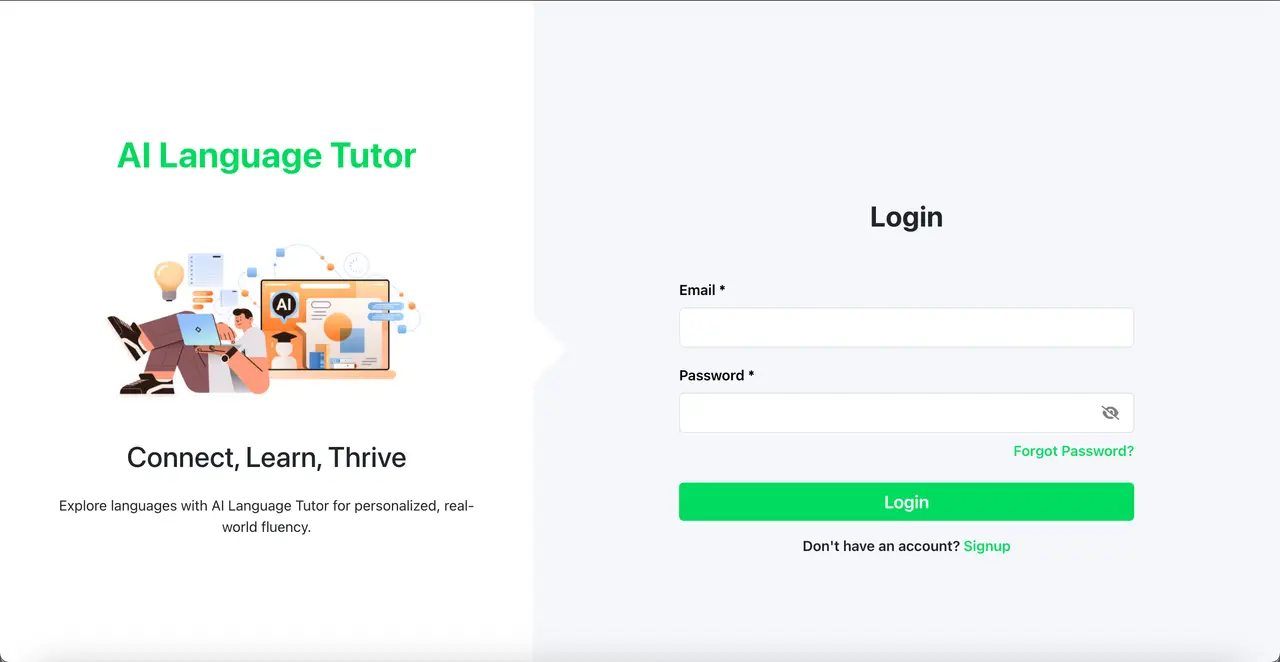 AI Language Tutor
AI
Connect, Learn, Thrive
Explore languages with AI Language Tutor for personalized, real-
world fluency.
Login
Email *
Password *
Forgot Password?
Login
Don't have an account? Signup